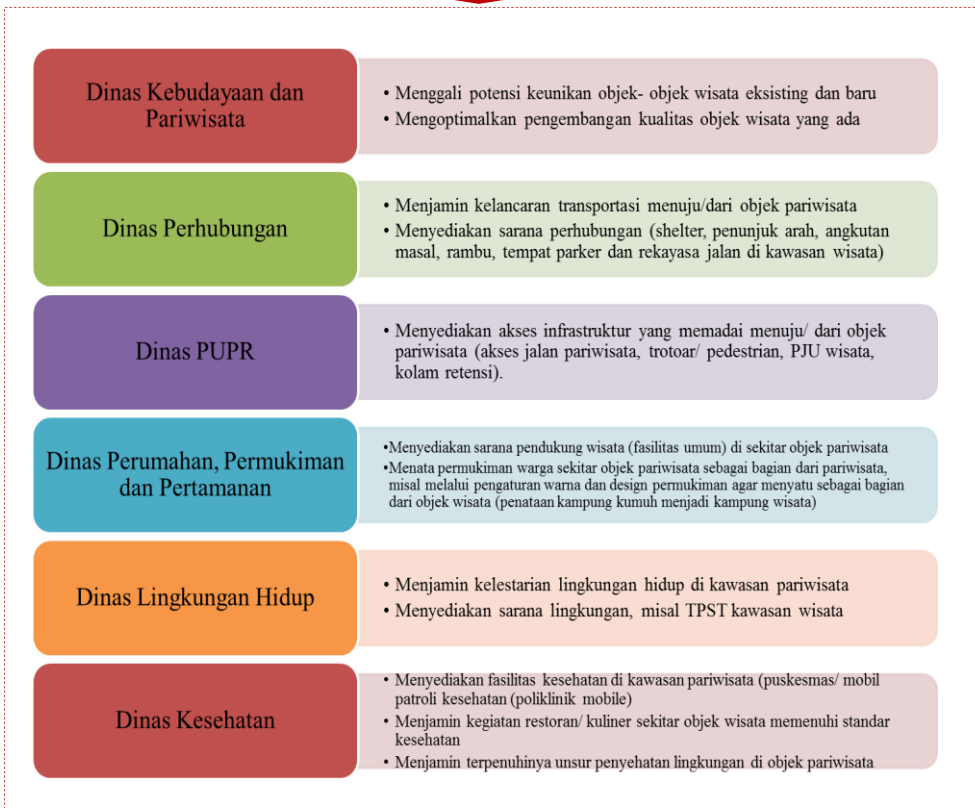 Dinas Kebudayaan dan
Pariwisata
• Menggali potensi keunikan objek- objek wisata eksisting dan baru
• Mengoptimalkan pengembangan kualitas objek wisata yang ada
Dinas Perhubungan
• Menjamin kelancaran transportasi menuju/dari objek pariwisata
• Menyediakan sarana perhubungan (shelter, penunjuk arah, angkutan
masal, rambu, tempat parker dan rekayasa jalan di kawasan wisata)
Dinas PUPR
• Menyediakan akses infrastruktur yang memadai menuju/ dari objek
pariwisata (akses jalan pariwisata, trotoar/ pedestrian, PJU wisata,
kolam retensi).
Dinas Perumahan, Permukiman
dan Pertamanan
•Menyediakan sarana pendukung wisata (fasilitas umum) di sekitar objek pariwisata
•Menata permukiman warga sekitar objek pariwisata sebagai bagian dari pariwisata,
misal melalui pengaturan warna dan design permukiman agar menyatu sebagai bagian
dari objek wisata (penataan kampung kumuh menjadi kampung wisata)
Dinas Lingkungan Hidup
• Menjamin kelestarian lingkungan hidup di kawasan pariwisata
• Menyediakan sarana lingkungan, misal TPST kawasan wisata
Dinas Kesehatan
• Menyediakan fasilitas kesehatan di kawasan pariwisata (puskesmas/ mobil
patroli kesehatan (poliklinik mobile)
• Menjamin kegiatan restoran/ kuliner sekitar objek wisata memenuhi standar
kesehatan
• Menjamin terpenuhinya unsur penyehatan lingkungan di objek pariwisata